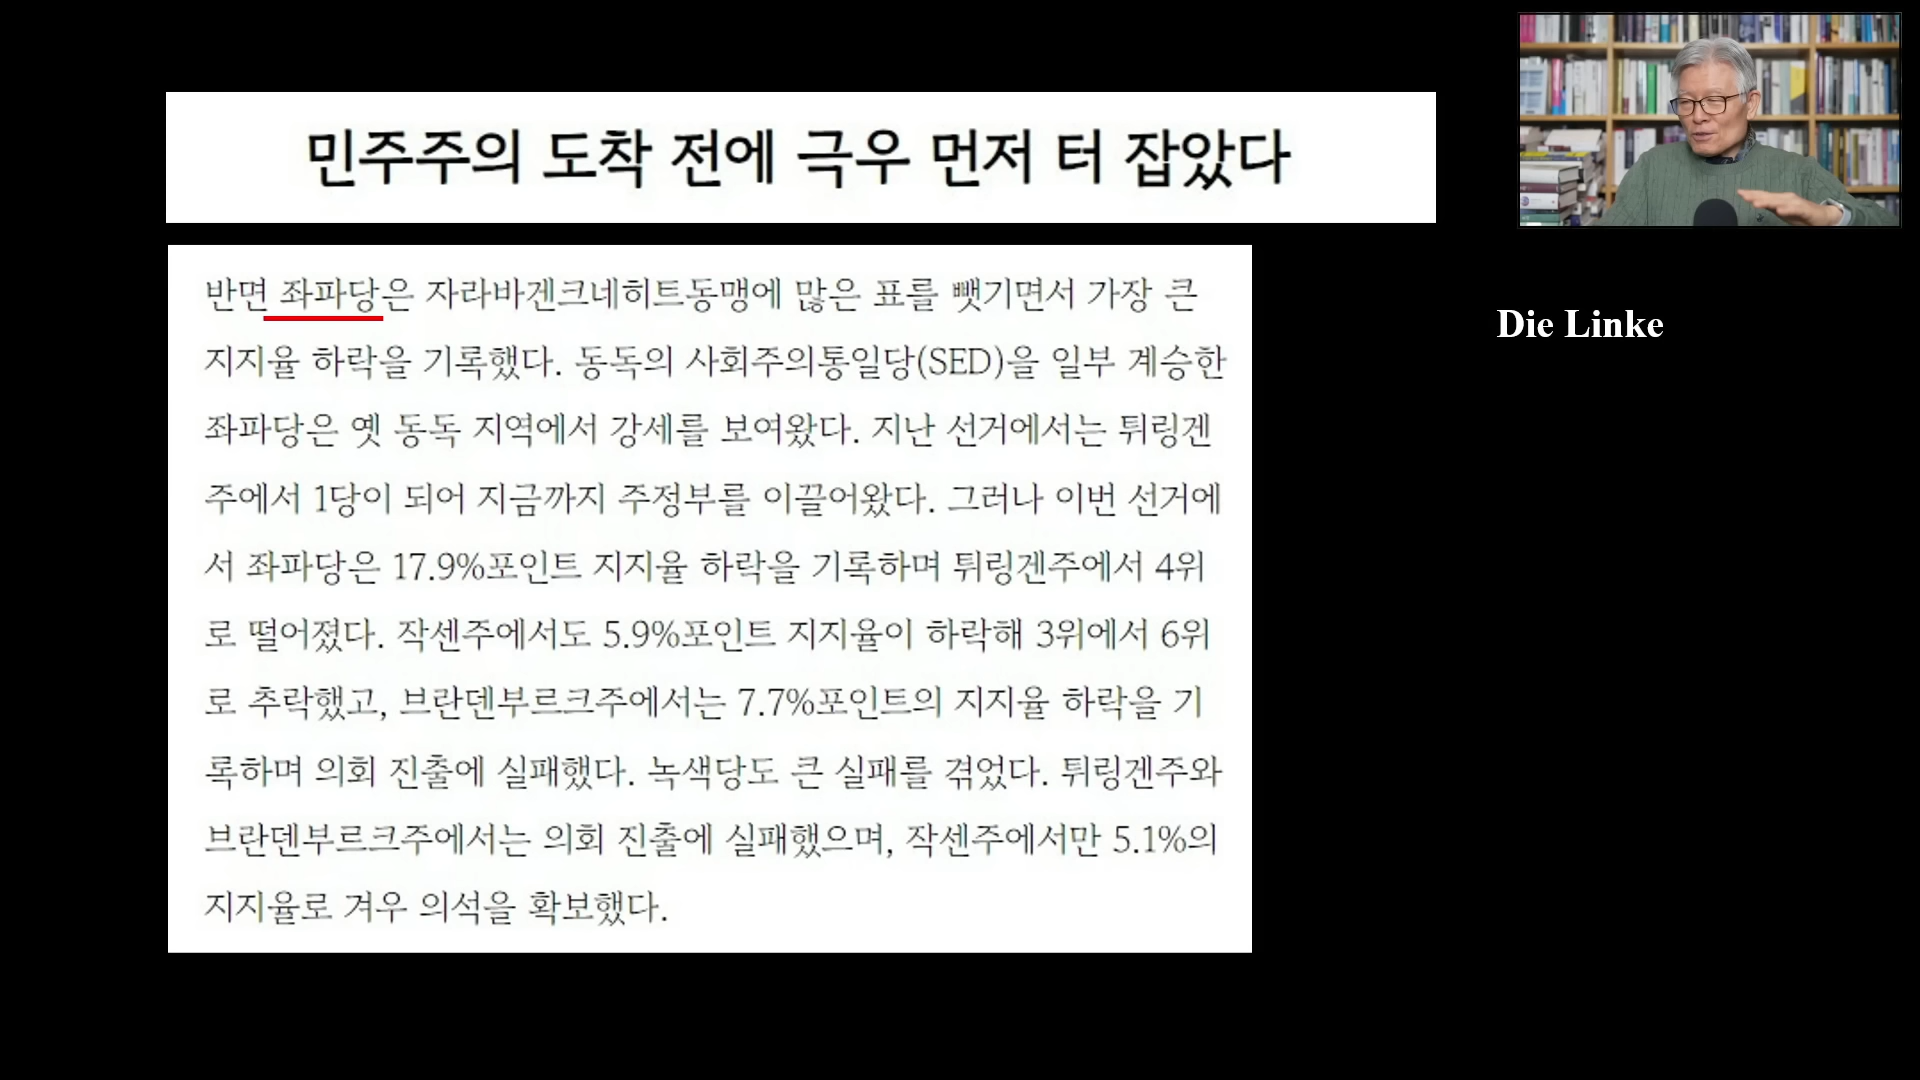 민주주의 도착 전에 극우 먼저 터 잡았다
반면 좌파당은 자라바겐크네히트동맹에 많은 표를 뺏기면서 가장 큰
지지율 하락을 기록했다. 동독의 사회주의통일당(SED)을 일부 계승한
좌파당은 옛 동독 지역에서 강세를 보여왔다. 지난 선거에서는 튀링겐
주에서 1당이 되어 지금까지 주정부를 이끌어왔다. 그러나 이번 선거에
서 좌파당은 17.9%포인트 지지율 하락을 기록하며 튀링겐주에서 4위
로 떨어졌다. 작센주에서도 5.9%포인트 지지율이 하락해 3위에서 6위
로 추락했고, 브란덴부르크주에서는 7.7%포인트의 지지율 하락을 기
록하며 의회 진출에 실패했다. 녹색당도 큰 실패를 겪었다. 튀링겐주와
브란덴부르크주에서는 의회 진출에 실패했으며, 작센주에서만 5.1%의
지지율로 겨우 의석을 확보했다.
Die Linke